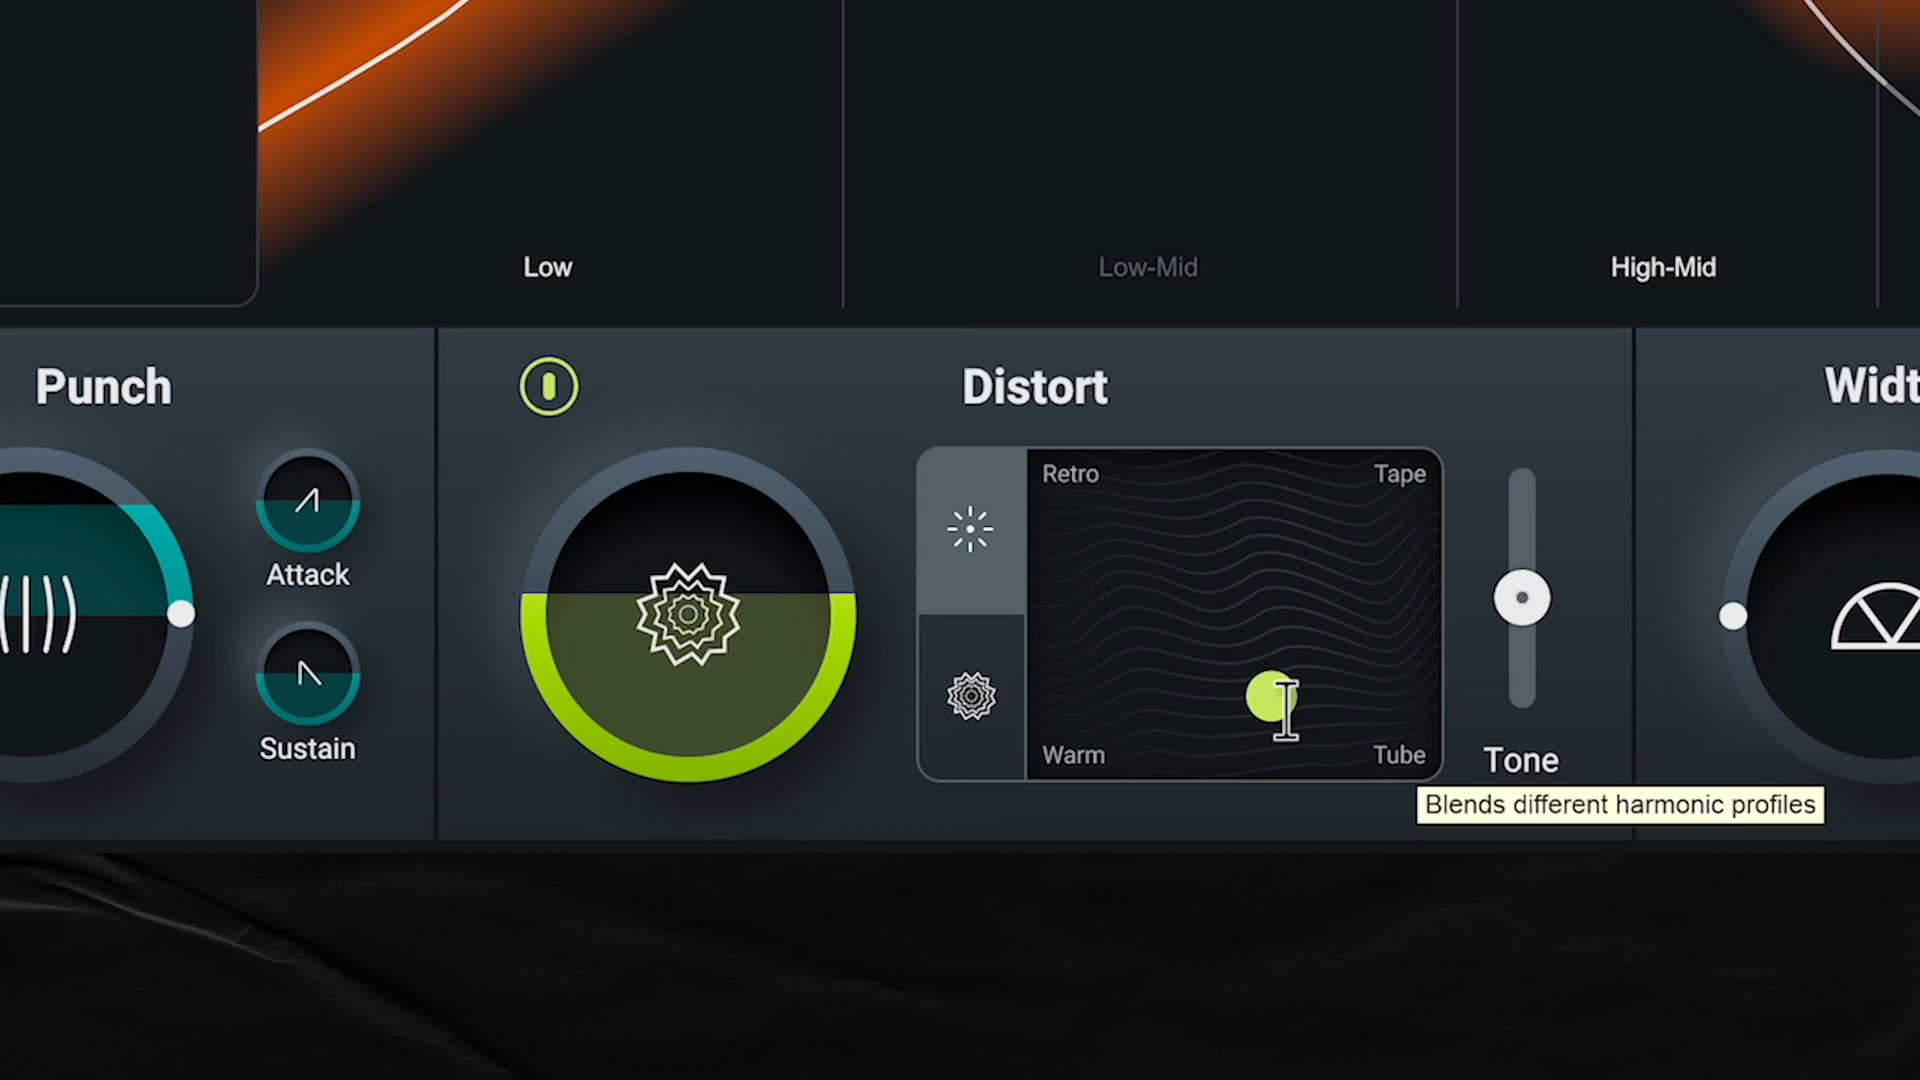 Low
Low-Mid
High-Mid
Punch
Distort
Widt
Retro
Tape
Attack
Sustain
Warm
Tube
Tone
Blends different harmonic profiles